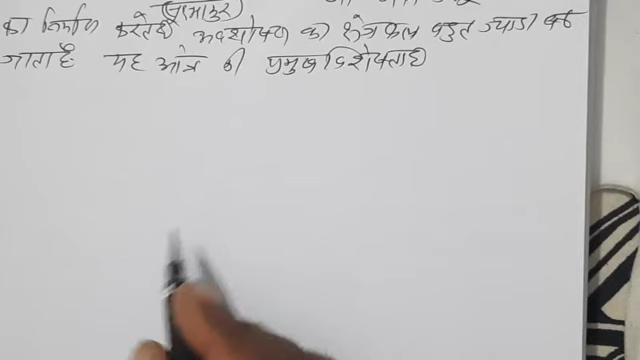 का निर्माण करते है अवशोषण का क्षेत्रफल बहुत ज्यादा बढ
जाता है यह आंत्र की प्रमुख विशेषता है